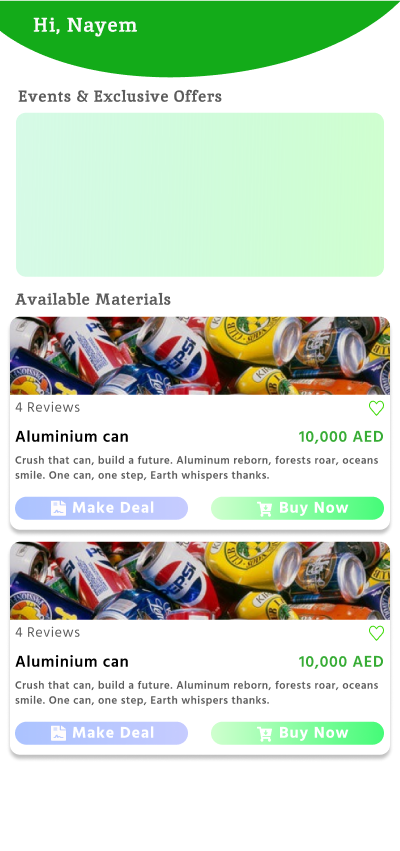 Hi, Nayem
Events & Exclusive Offers
Available Materials
4 Reviews
Aluminium can
10,000 AED
Crush that can, build a future. Aluminum reborn, forests roar, oceans
smile. One can, one step, Earth whispers thanks.
Make Deal
Buy Now
4 Reviews
Aluminium can
10,000 AED
Crush that can, build a future. Aluminum reborn, forests roar, oceans
smile. One can, one step, Earth whispers thanks.
Make Deal
Buy Now